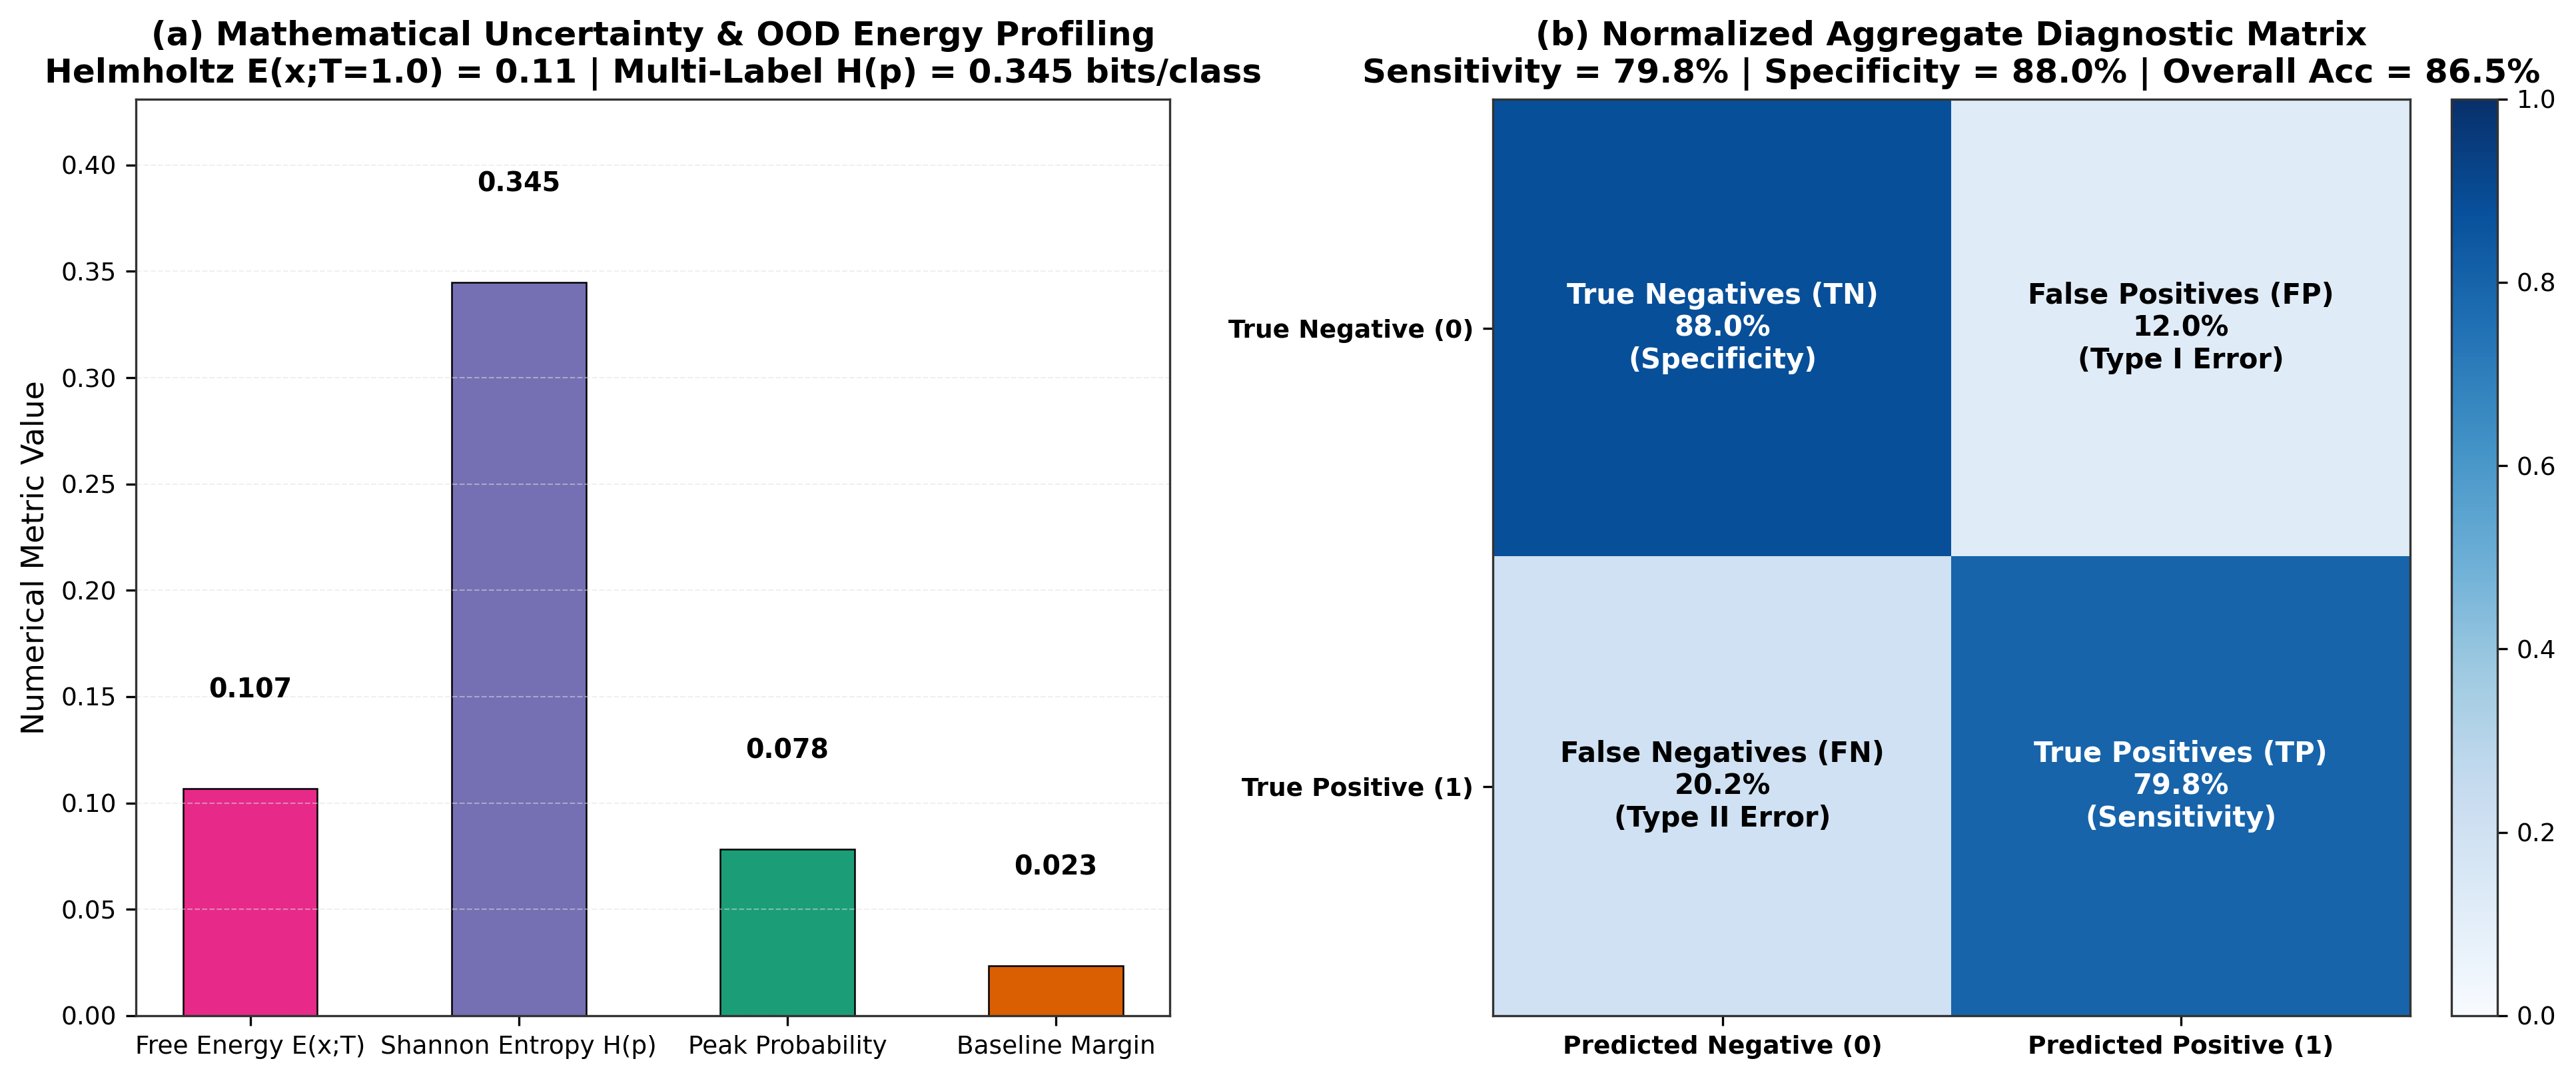 (a) Mathematical Uncertainty & OOD Energy Profiling
Helmholtz E(x;T=1.0) = 0.11 | Multi-Label H(p) = 0.345 bits/class
Numerical Metric Value
0.40
0.35
0.30
0.25
0.20
0.15
0.10
0.05
0.00
0.107
0.345
0.078
0.023
Free Energy E(x;T)
Shannon Entropy H(p)
Peak Probability
Baseline Margin
(b) Normalized Aggregate Diagnostic Matrix
Sensitivity = 79.8% | Specificity = 88.0% | Overall Acc = 86.5%
True Negative (0)
True Positive (1)
True Negatives (TN)
88.0%
(Specificity)
False Positives (FP)
12.0%
(Type I Error)
False Negatives (FN)
20.2%
(Type II Error)
True Positives (TP)
79.8%
(Sensitivity)
Predicted Negative (0)
Predicted Positive (1)
1.0
0.8
0.6
0.4
0.2
0.0